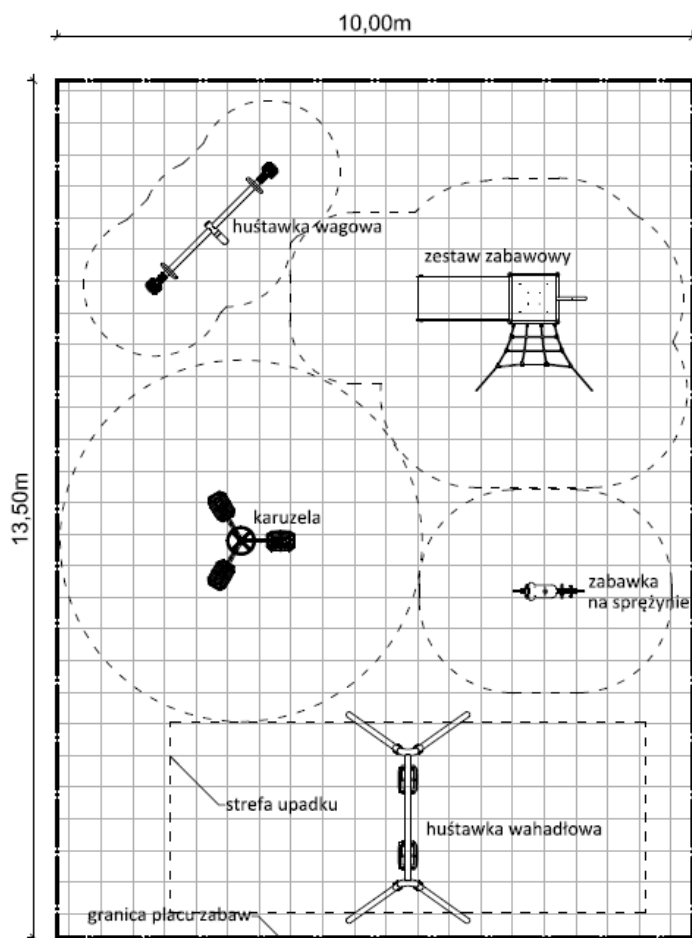 10,00m
huśtawka wagowa
zestaw zabawowy
13,50m
karuzela
zabawka
na sprężynie
strefa upadku
huśtawka wahadłowa
granica placu zabaw